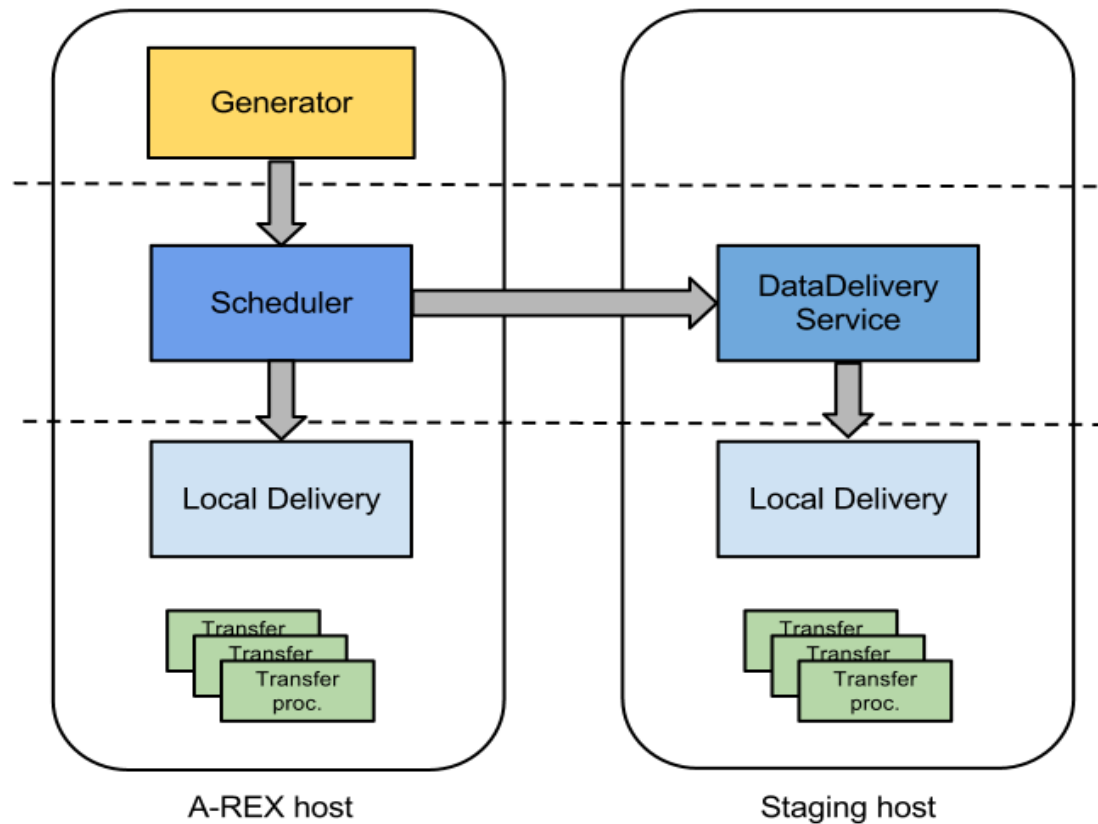 Generator
Scheduler
DataDelivery
Service
Local Delivery
Local Delivery
Transfer
Transfer
Transfer
proc.
Transfer
Transfer
Transfer
proc.
A-REX host
Staging host